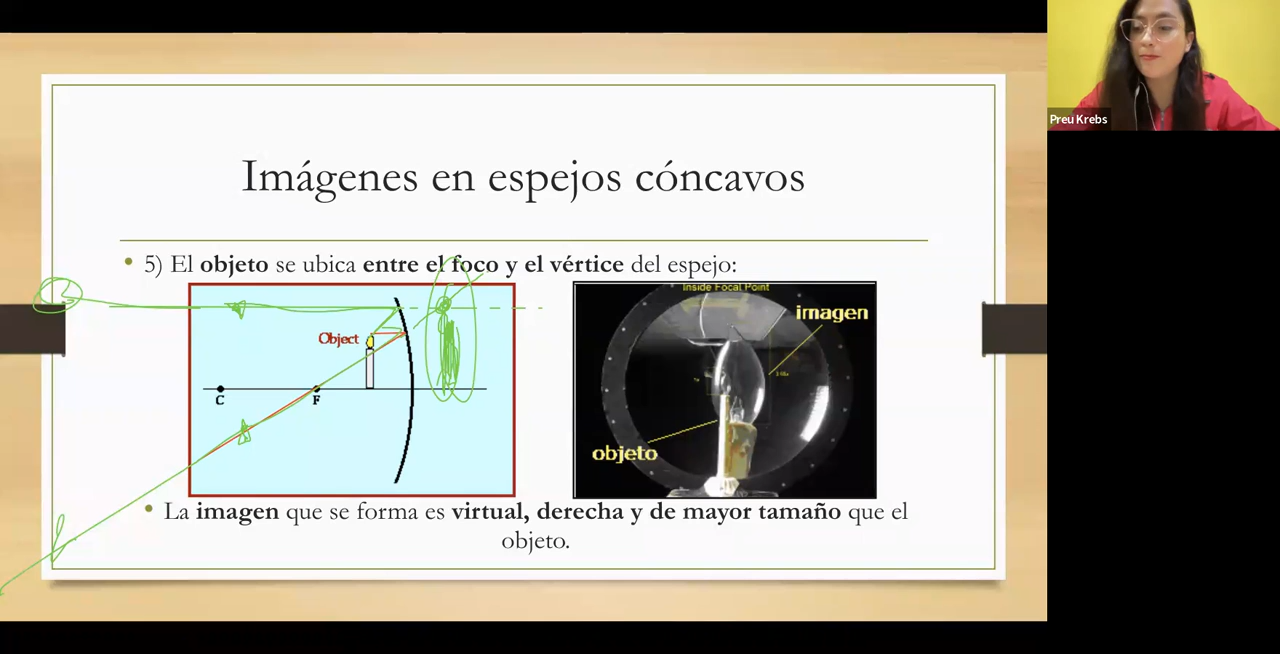 Preu Krebs
Imágenes en espejos cóncavos
• 5) El objeto se ubica entre el foco y el vértice del espejo:
Object
C
F
Inside Focal Point
imagen
objeto
• La imagen que se forma es virtual, derecha y de mayor tamaño que el
objeto.